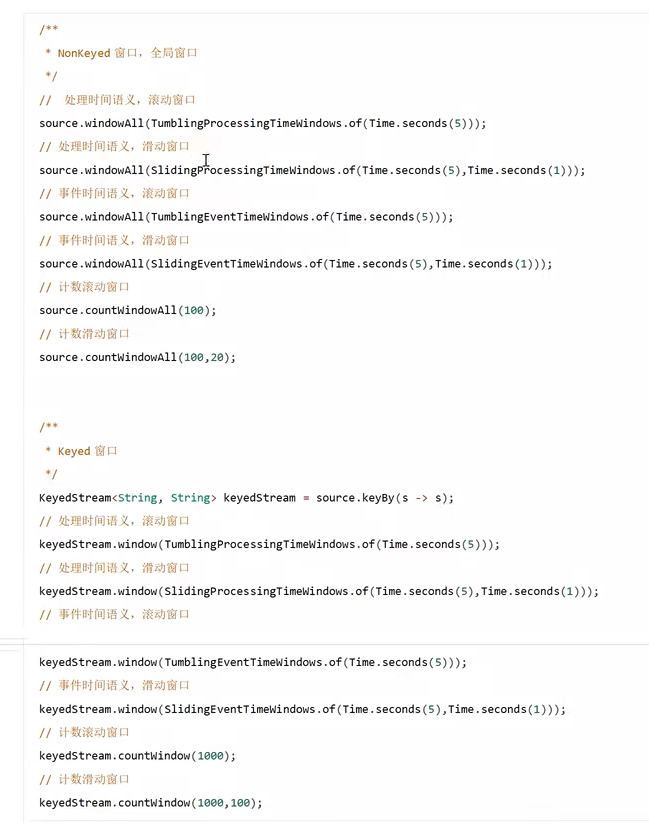 /**
 * NonKeyed 窗口，全局窗口
 */
//  处理时间语义，滚动窗口
source.windowAll(TumblingProcessingTimeWindows.of(Time.seconds(5)));
// 处理时间语义，滑动窗口
source.windowAll(SlidingProcessingTimeWindows.of(Time.seconds(5),Time.seconds(1)));
// 事件时间语义，滚动窗口
source.windowAll(TumblingEventTimeWindows.of(Time.seconds(5)));
// 事件时间语义，滑动窗口
source.windowAll(SlidingEventTimeWindows.of(Time.seconds(5),Time.seconds(1)));
// 计数滚动窗口
source.countWindowAll(100);
// 计数滑动窗口
source.countWindowAll(100,20);
/**
 * Keyed 窗口
 */
KeyedStream<String, String> keyedStream = source.keyBy(s -> s);
// 处理时间语义，滚动窗口
keyedStream.window(TumblingProcessingTimeWindows.of(Time.seconds(5)));
// 处理时间语义，滑动窗口
keyedStream.window(SlidingProcessingTimeWindows.of(Time.seconds(5),Time.seconds(1)));
// 事件时间语义，滚动窗口
keyedStream.window(TumblingEventTimeWindows.of(Time.seconds(5)));
// 事件时间语义，滑动窗口
keyedStream.window(SlidingEventTimeWindows.of(Time.seconds(5),Time.seconds(1)));
// 计数滚动窗口
keyedStream.countWindow(1000);
// 计数滑动窗口
keyedStream.countWindow(1000,100);